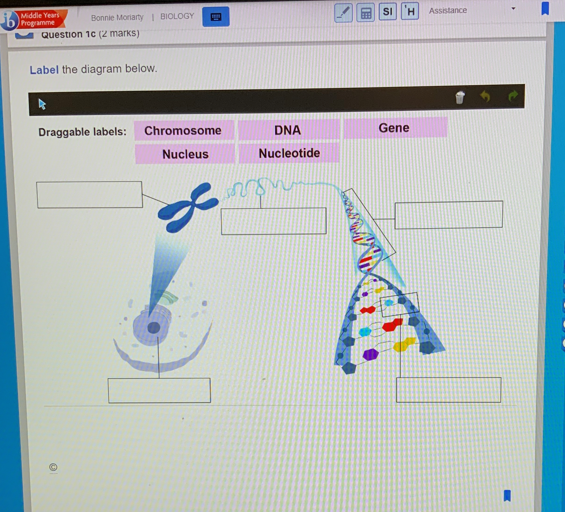 Middle Years
Programme
Bonnie Moriarty | BIOLOGY
SI
H
Assistance
Question 1c (2 marks)
Label the diagram below.
Draggable labels:
Chromosome
DNA
Gene
Nucleus
Nucleotide
©